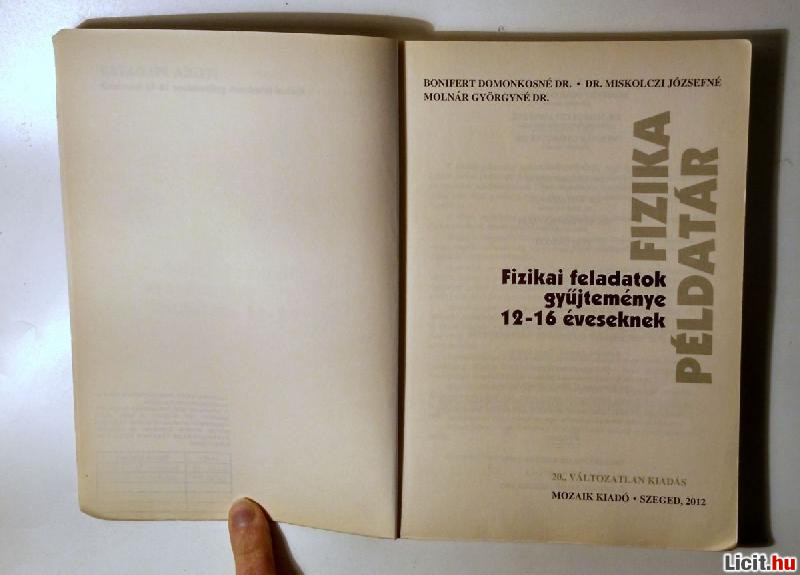 BONIFERT DOMONKOSNÉ DR. • DR. MISKOLCZI JÓZSEFNÉ
MOLNÁR GYÖRGYNÉ DR.
FIZIKA
PÉLDATÁR
Fizikai feladatok
gyűjteménye
12-16 éveseknek
20., VÁLTOZATLAN KIADÁS
MOZAIK KIADÓ • SZEGED, 2012
Licit.hu